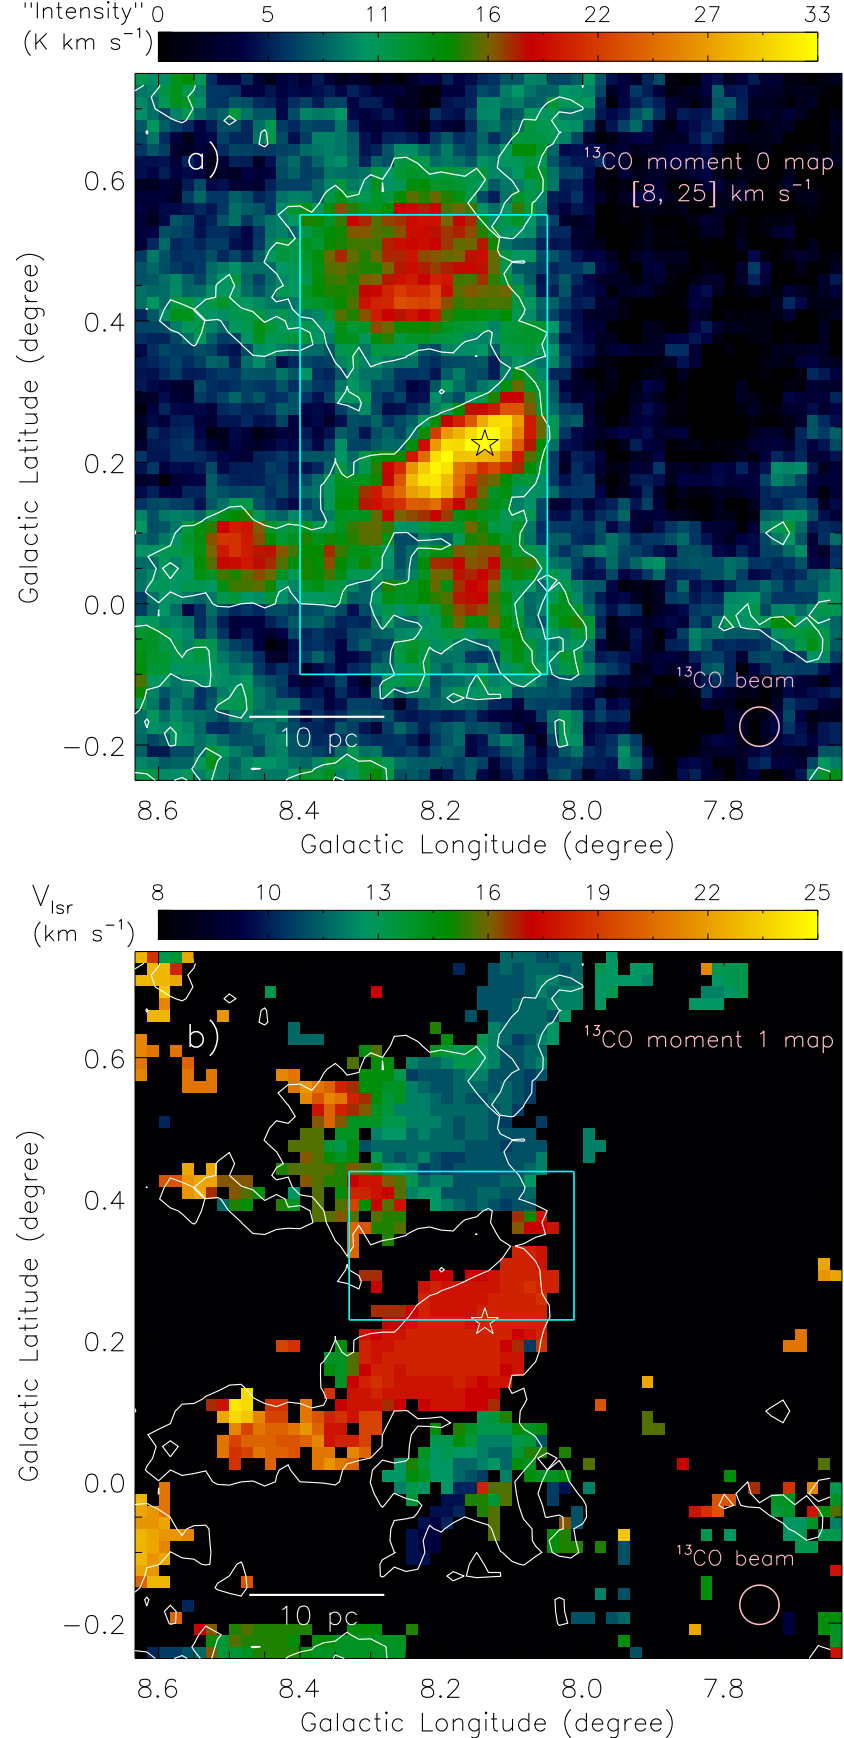 "Intensity" 0 5 11 16 22 27 33
(K km s⁻¹)
a)
¹³CO moment 0 map
[8, 25] km s⁻¹
0.6
0.4
0.2
0.0
−0.2
Galactic Latitude (degree)
¹³CO beam
10 pc
8.6 8.4 8.2 8.0 7.8
Galactic Longitude (degree)
V_lsr 8 10 13 16 19 22 25
(km s⁻¹)
b)
¹³CO moment 1 map
0.6
0.4
0.2
0.0
−0.2
Galactic Latitude (degree)
¹³CO beam
10 pc
8.6 8.4 8.2 8.0 7.8
Galactic Longitude (degree)